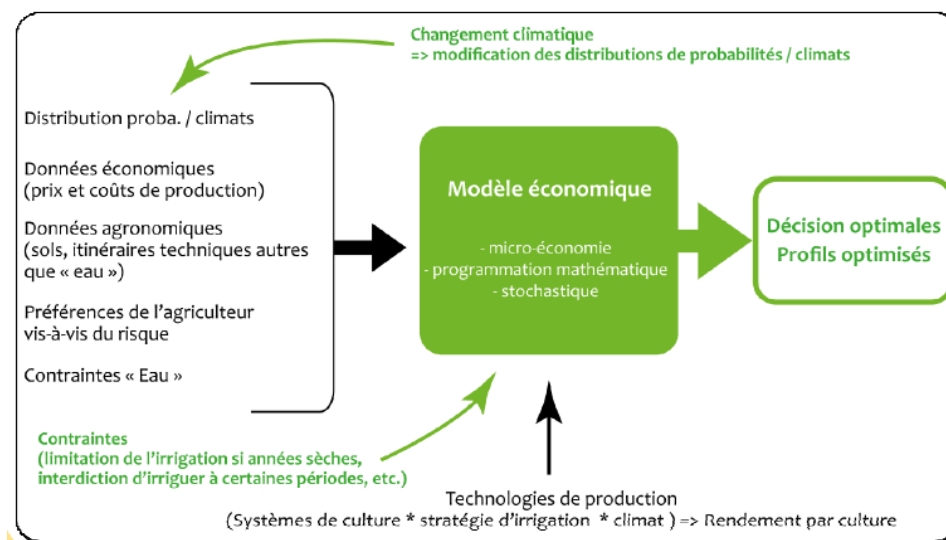 Changement climatique
=> modification des distributions de probabilités / climats
Distribution proba. / climats
Données économiques
(prix et coûts de production)
Données agronomiques
(sols, itinéraires techniques autres
que « eau »)
Préférences de l'agriculteur
vis-à-vis du risque
Contraintes « Eau »
Modèle économique
- micro-économie
- programmation mathématique
- stochastique
Décision optimales
Profils optimisés
Contraintes
(limitation de l'irrigation si années sèches,
interdiction d'irriguer à certaines périodes, etc.)
Technologies de production
(Systèmes de culture * stratégie d'irrigation * climat ) => Rendement par culture